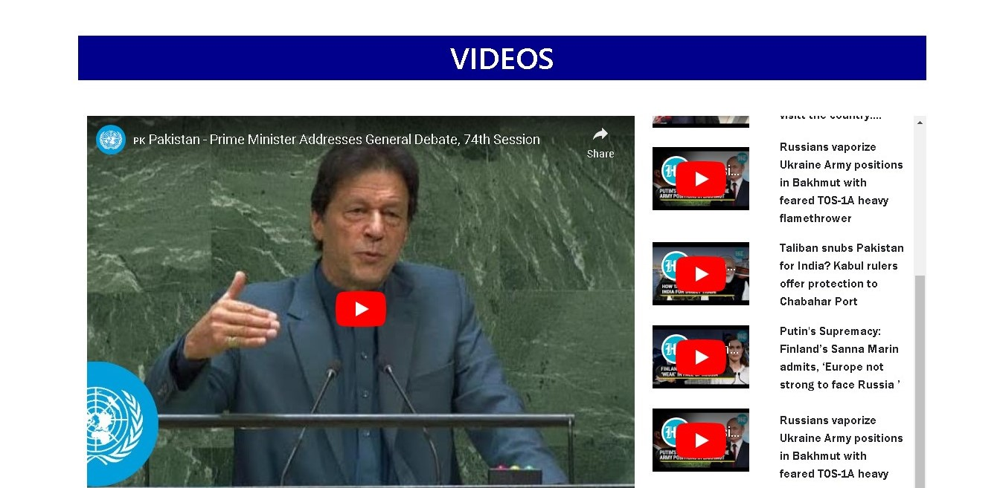 VIDEOS
PK Pakistan - Prime Minister Addresses General Debate, 74th Session
Share
visit the country....
Russians vaporize
Ukraine Army positions
in Bakhmut with
feared TOS-1A heavy
flamethrower
Taliban snubs Pakistan
for India? Kabul rulers
offer protection to
Chabahar Port
Putin's Supremacy:
Finland’s Sanna Marin
admits, ‘Europe not
strong to face Russia ’
Russians vaporize
Ukraine Army positions
in Bakhmut with
feared TOS-1A heavy